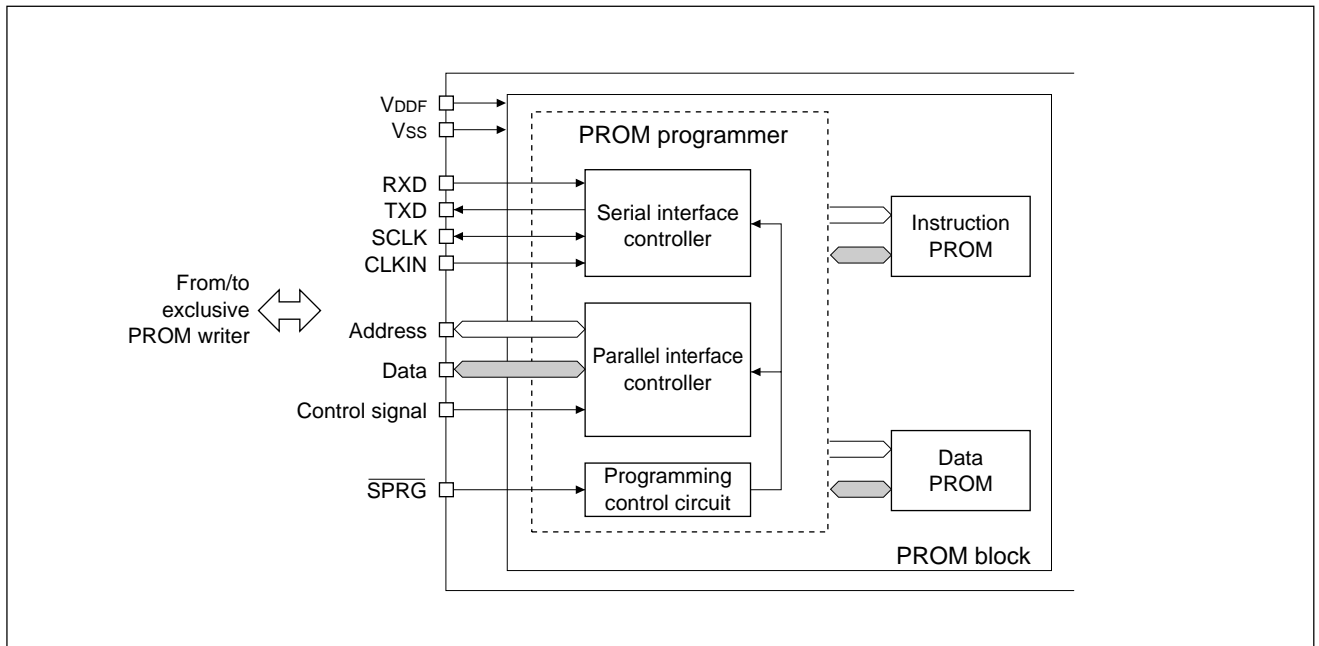 VDDF
VSS
RXD
TXD
SCLK
CLKIN
From/to
exclusive
PROM writer
Address
Data
Control signal
SPRG
PROM programmer
Serial interface
controller
Parallel interface
controller
Programming
control circuit
Instruction
PROM
Data
PROM
PROM block